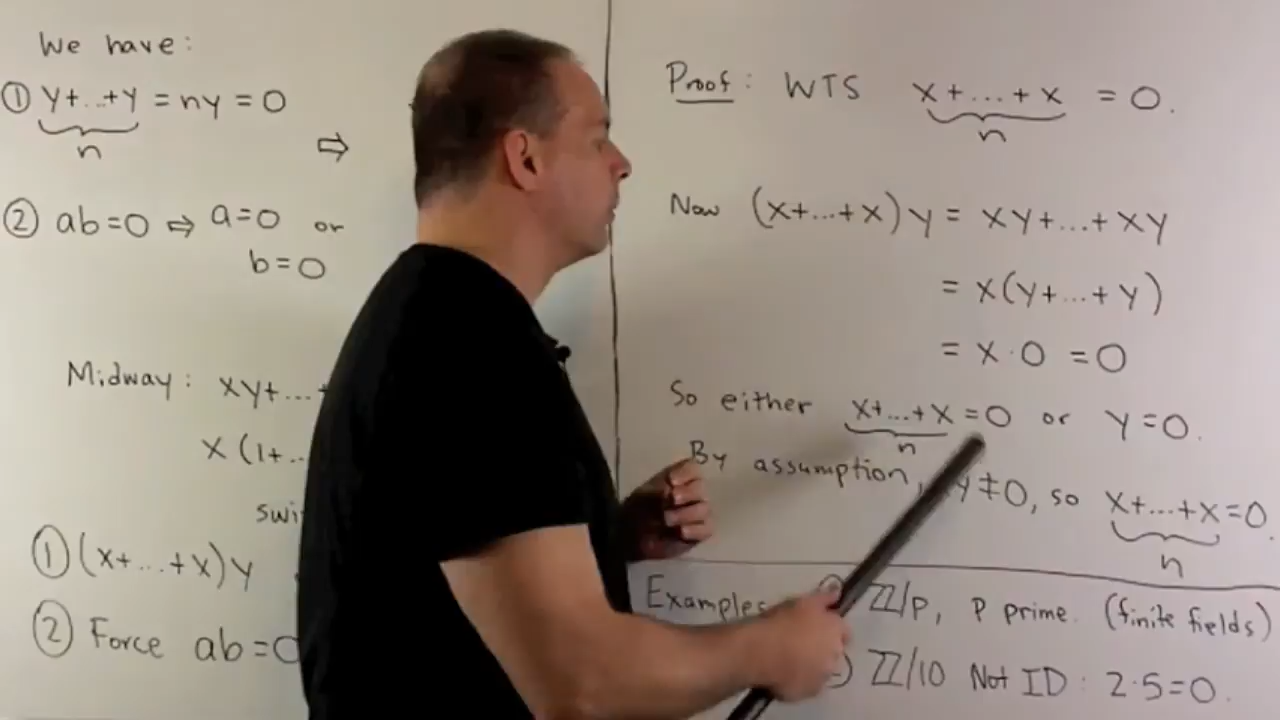 We have:
① y+...+y = ny = 0
n
⇨
② ab=0 ⇨ a=0 or
b=0
Midway: xy+...
x(1+..
① (x+...+x)y
② Force ab=0
Proof: WTS x+...+x = 0.
n
Now (x+...+x)y = xy+...+xy
= x(y+...+y)
= x·0 = 0
So either x+...+x=0 or y=0.
n
By assumption, y≠0, so x+...+x=0.
n
Examples ℤ/p, p prime. (finite fields)
ℤ/10 Not ID: 2·5=0.